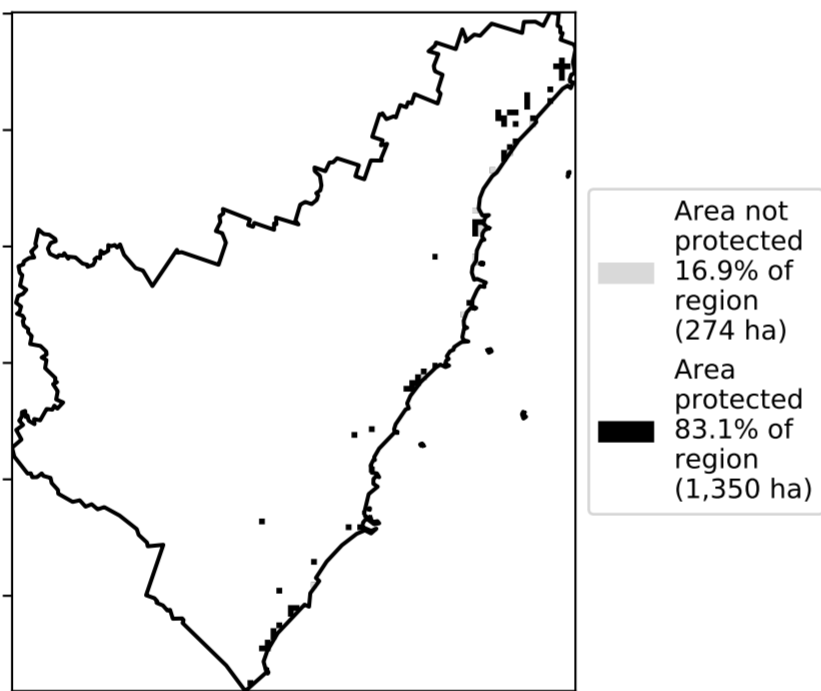 Area not
protected
16.9% of
region
(274 ha)
Area
protected
83.1% of
region
(1,350 ha)